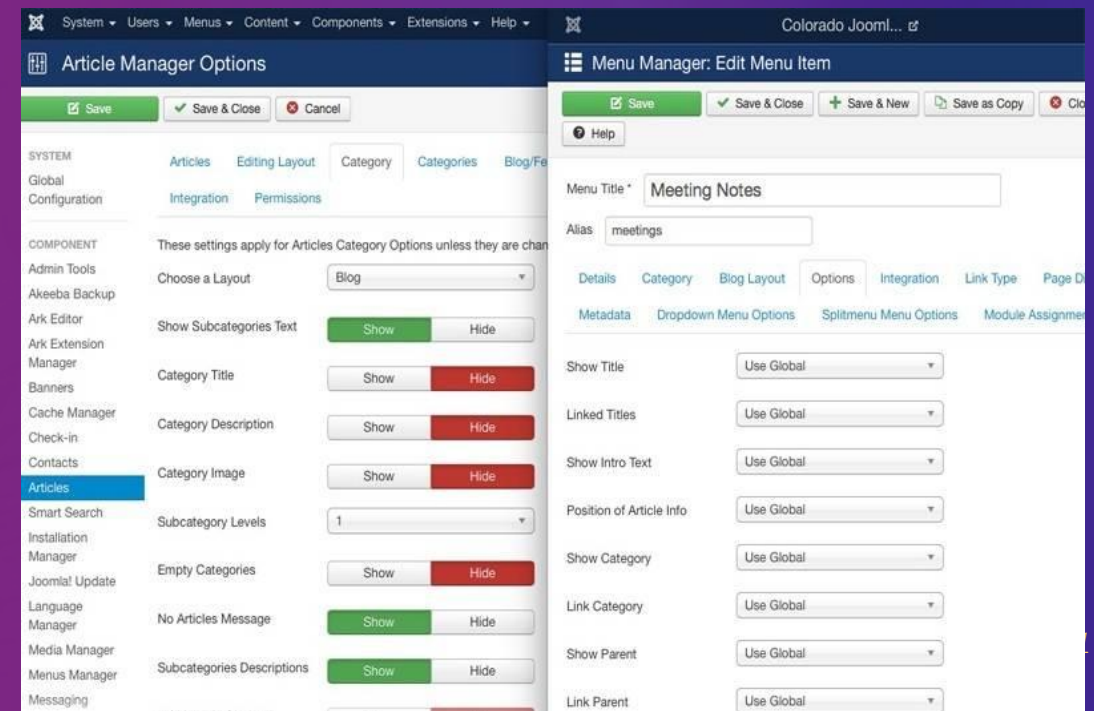 System Users Menus Content Components Extensions Help
Article Manager Options
Save Save & Close Cancel
SYSTEM
Global
Configuration
COMPONENT
Admin Tools
Akeeba Backup
Ark Editor
Ark Extension
Manager
Banners
Cache Manager
Check-in
Contacts
Articles
Smart Search
Installation
Manager
Joomla! Update
Language
Manager
Media Manager
Menus Manager
Messaging
Articles Editing Layout Category Categories Blog/Fe
Integration Permissions
These settings apply for Articles Category Options unless they are chan
Choose a Layout Blog
Show Subcategories Text Show Hide
Category Title Show Hide
Category Description Show Hide
Category Image Show Hide
Subcategory Levels 1
Empty Categories Show Hide
No Articles Message Show Hide
Subcategories Descriptions Show Hide
Colorado Jooml...
Menu Manager: Edit Menu Item
Save Save & Close Save & New Save as Copy Clo
Help
Menu Title * Meeting Notes
Alias meetings
Details Category Blog Layout Options Integration Link Type Page Di
Metadata Dropdown Menu Options Splitmenu Menu Options Module Assignmen
Show Title Use Global
Linked Titles Use Global
Show Intro Text Use Global
Position of Article Info Use Global
Show Category Use Global
Link Category Use Global
Show Parent Use Global
Link Parent Use Global